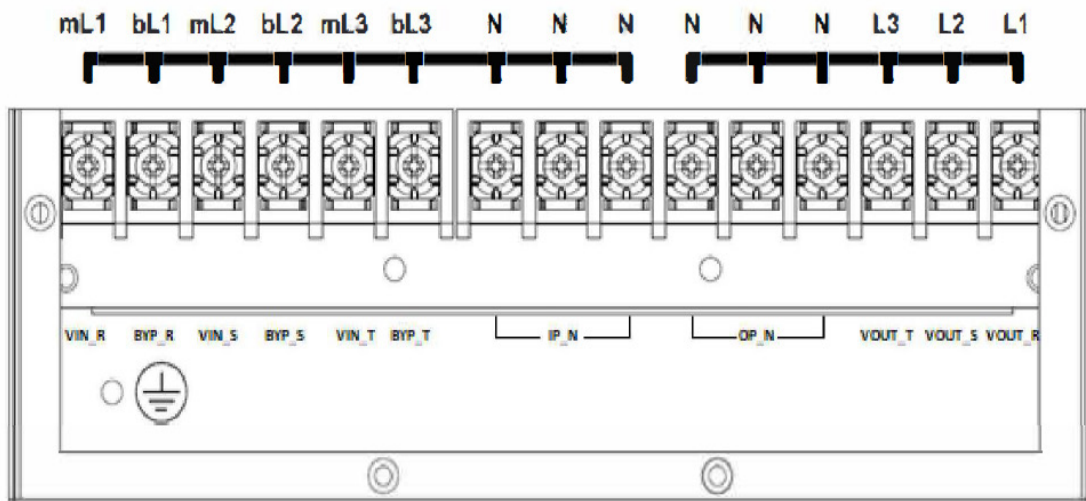 mL1 bL1 mL2 bL2 mL3 bL3 N N N N N N L3 L2 L1
VIN_R BYP_R VIN_S BYP_S VIN_T BYP_T IP_N OP_N VOUT_T VOUT_S VOUT_R